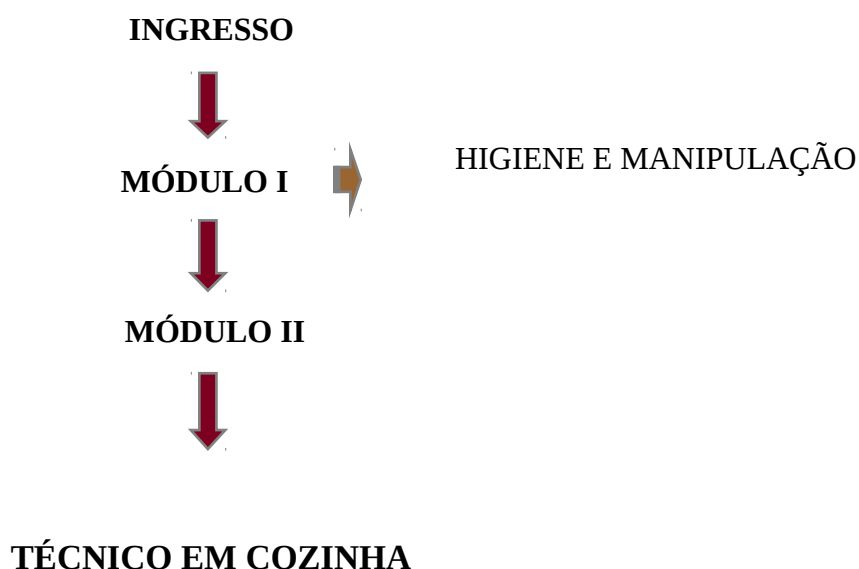 INGRESSO
HIGIENE E MANIPULAÇÃO
MÓDULO I
MÓDULO II
TÉCNICO EM COZINHA